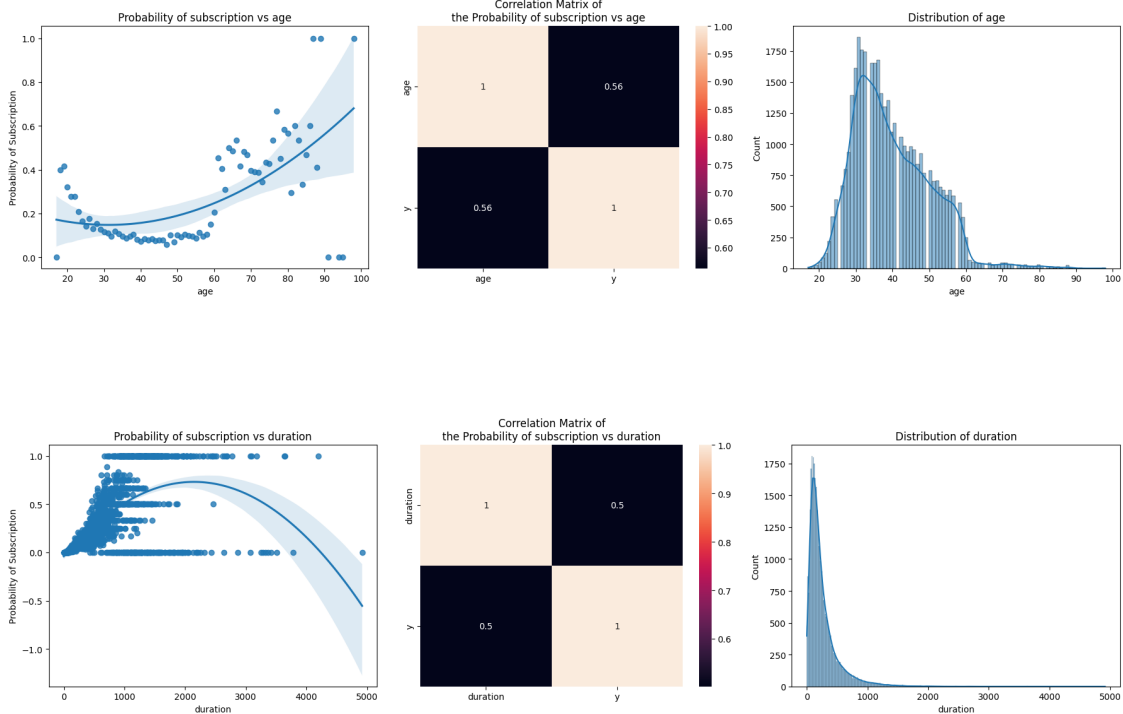 Probability of subscription vs age
Probability of Subscription
1.0
0.8
0.6
0.4
0.2
0.0
20 30 40 50 60 70 80 90 100
age
Correlation Matrix of
the Probability of subscription vs age
age
y
1 0.56
0.56 1
age y
1.00
0.95
0.90
0.85
0.80
0.75
0.70
0.65
0.60
Distribution of age
Count
1750
1500
1250
1000
750
500
250
0
20 30 40 50 60 70 80 90 100
age
Probability of subscription vs duration
Probability of Subscription
1.0
0.5
0.0
−0.5
−1.0
0 1000 2000 3000 4000 5000
duration
Correlation Matrix of
the Probability of subscription vs duration
duration
y
1 0.5
0.5 1
duration y
1.0
0.9
0.8
0.7
0.6
Distribution of duration
Count
1750
1500
1250
1000
750
500
250
0
0 1000 2000 3000 4000 5000
duration